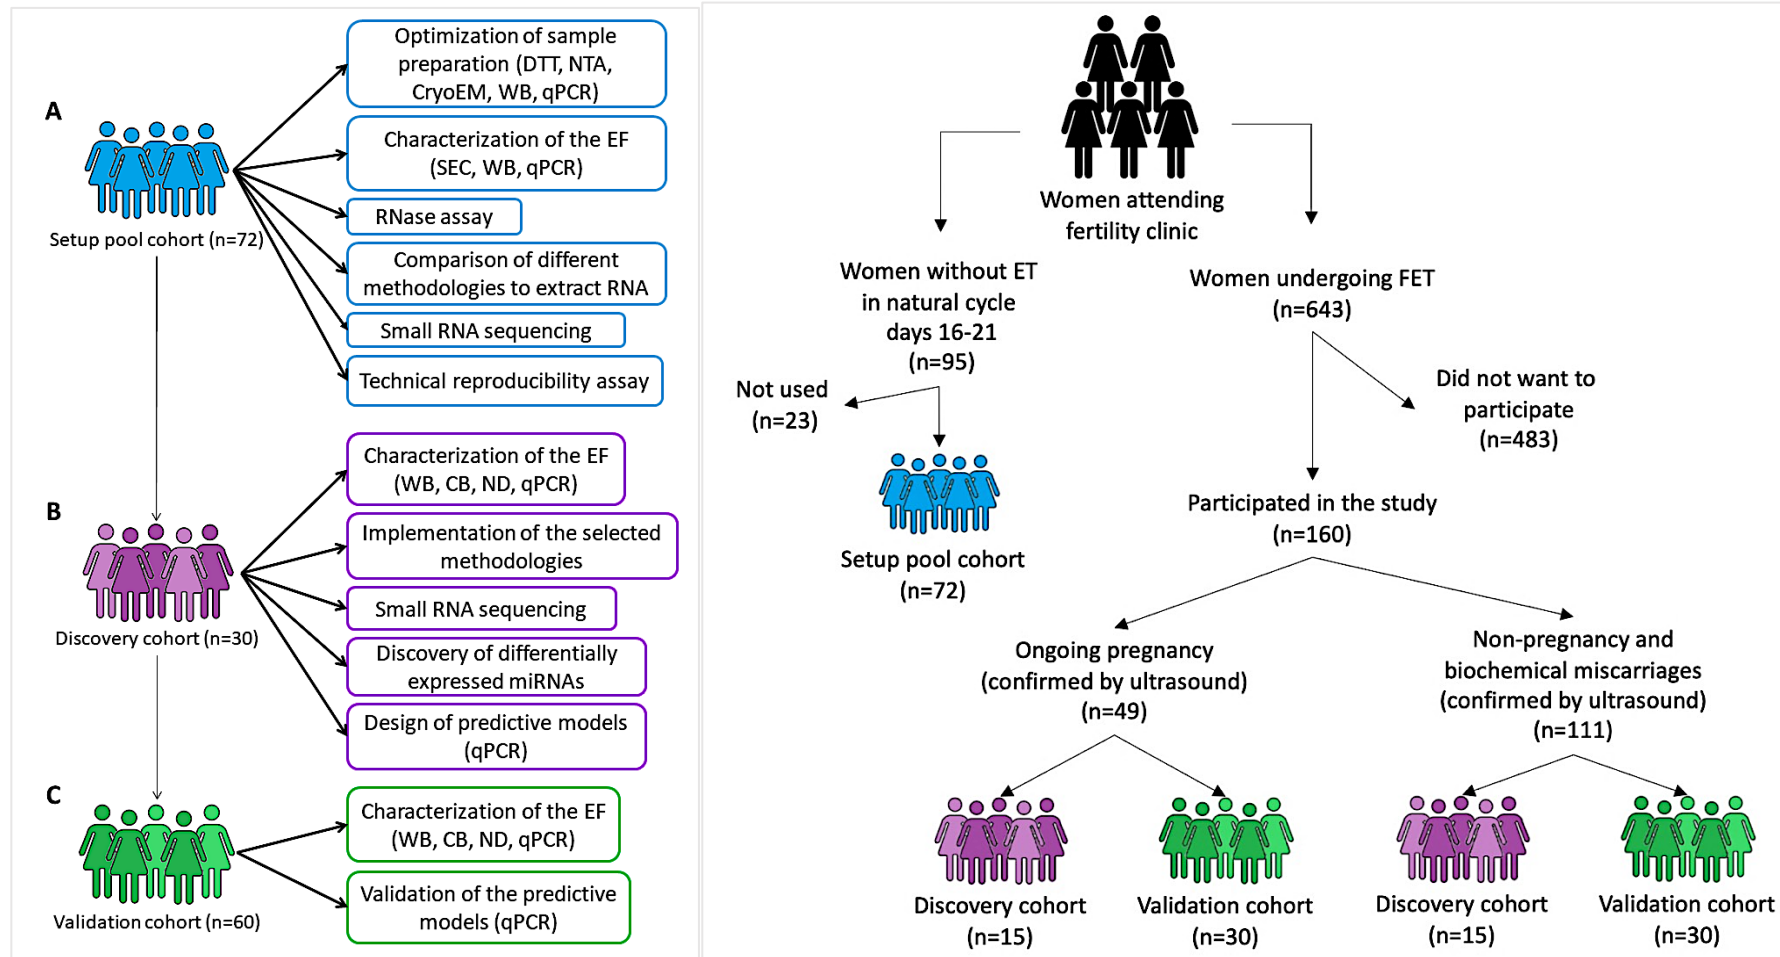 A
Setup pool cohort (n=72)
Optimization of sample
preparation (DTT, NTA,
CryoEM, WB, qPCR)
Characterization of the EF
(SEC, WB, qPCR)
RNase assay
Comparison of different
methodologies to extract RNA
Small RNA sequencing
Technical reproducibility assay
B
Discovery cohort (n=30)
Characterization of the EF
(WB, CB, ND, qPCR)
Implementation of the selected
methodologies
Small RNA sequencing
Discovery of differentially
expressed miRNAs
Design of predictive models
(qPCR)
C
Validation cohort (n=60)
Characterization of the EF
(WB, CB, ND, qPCR)
Validation of the predictive
models (qPCR)
Women attending
fertility clinic
Women without ET
in natural cycle
days 16-21
(n=95)
Not used
(n=23)
Setup pool cohort
(n=72)
Women undergoing FET
(n=643)
Did not want to
participate
(n=483)
Participated in the study
(n=160)
Ongoing pregnancy
(confirmed by ultrasound)
(n=49)
Non-pregnancy and
biochemical miscarriages
(confirmed by ultrasound)
(n=111)
Discovery cohort
(n=15)
Validation cohort
(n=30)
Discovery cohort
(n=15)
Validation cohort
(n=30)